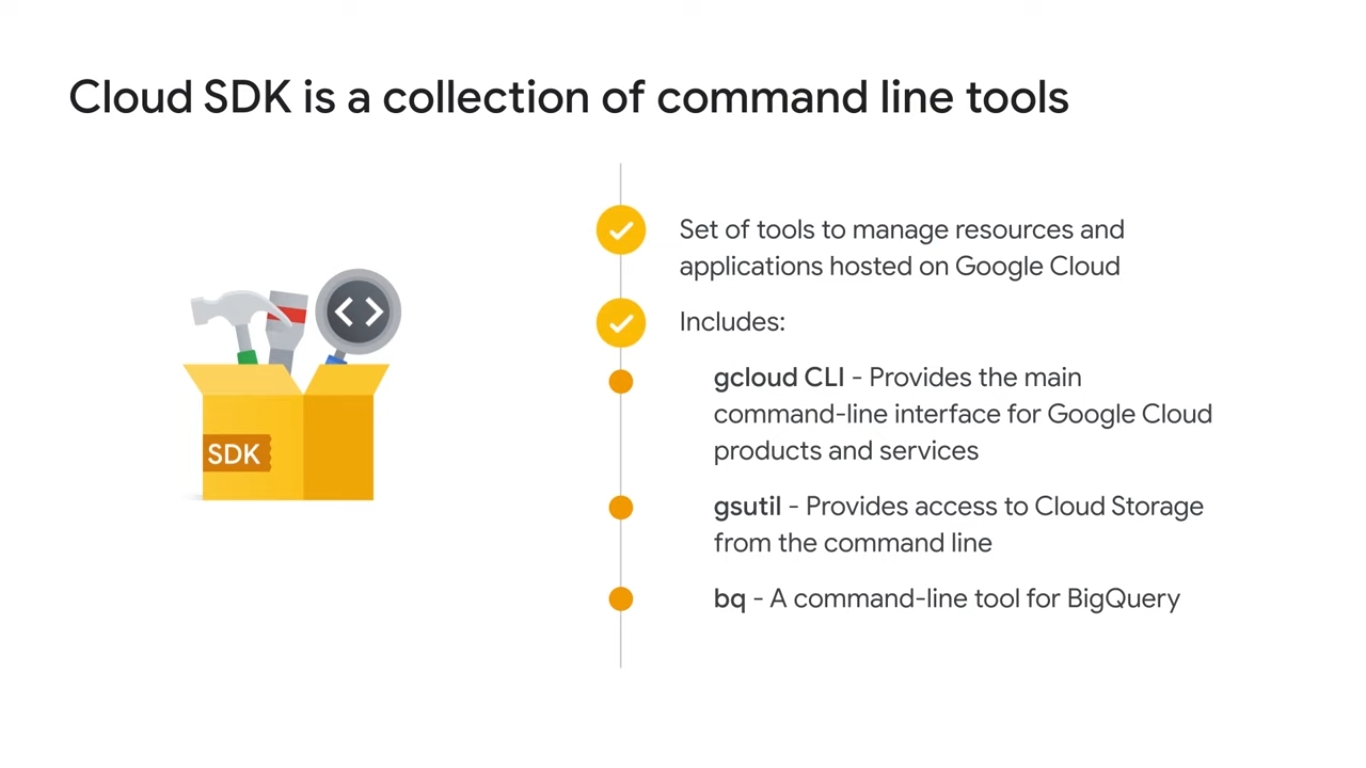 Cloud SDK is a collection of command line tools
Set of tools to manage resources and
applications hosted on Google Cloud
Includes:
gcloud CLI - Provides the main
command-line interface for Google Cloud
products and services
gsutil - Provides access to Cloud Storage
from the command line
bq - A command-line tool for BigQuery
< >
SDK